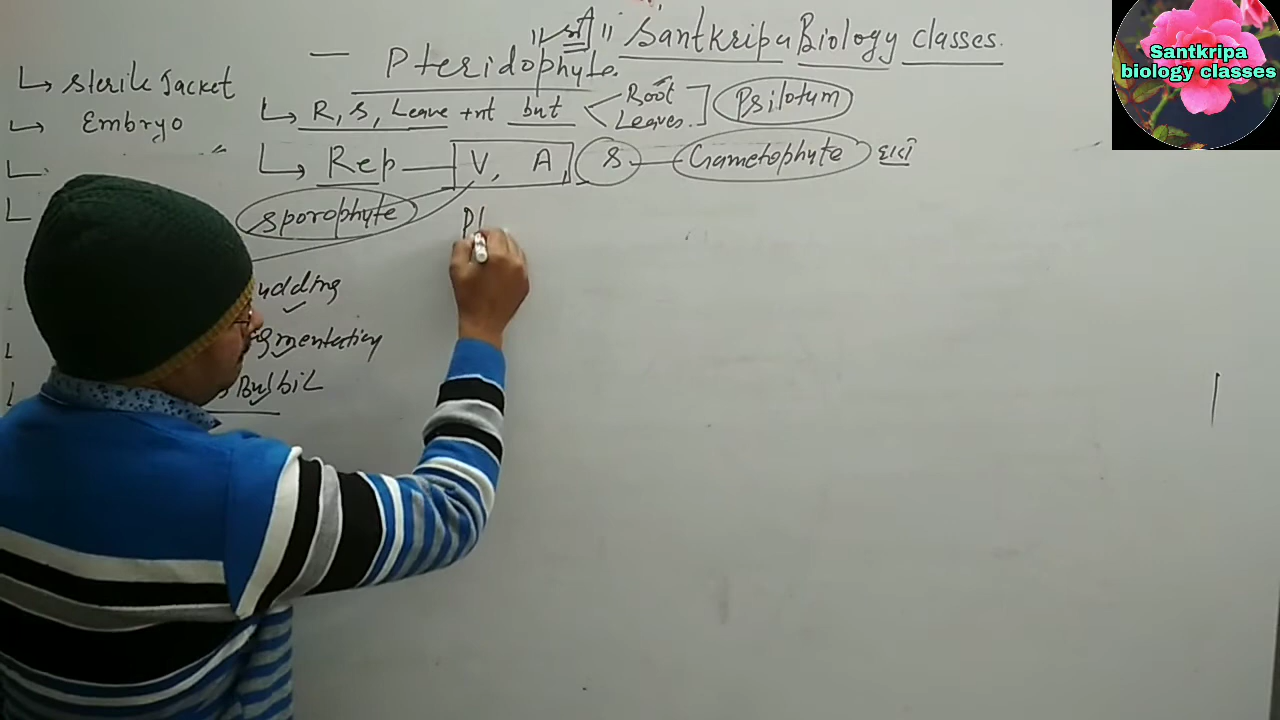 "Santkripa Biology classes.
Pteridophyte.
Sterile Jacket
Embryo
R, S, Leave +nt but
Root
Leaves
Psilotum
Rep V, A, S Gametophyte द्वारा
Sporophyte
Pl
udding
gmentation
Bulbil
Santkripa
biology classes